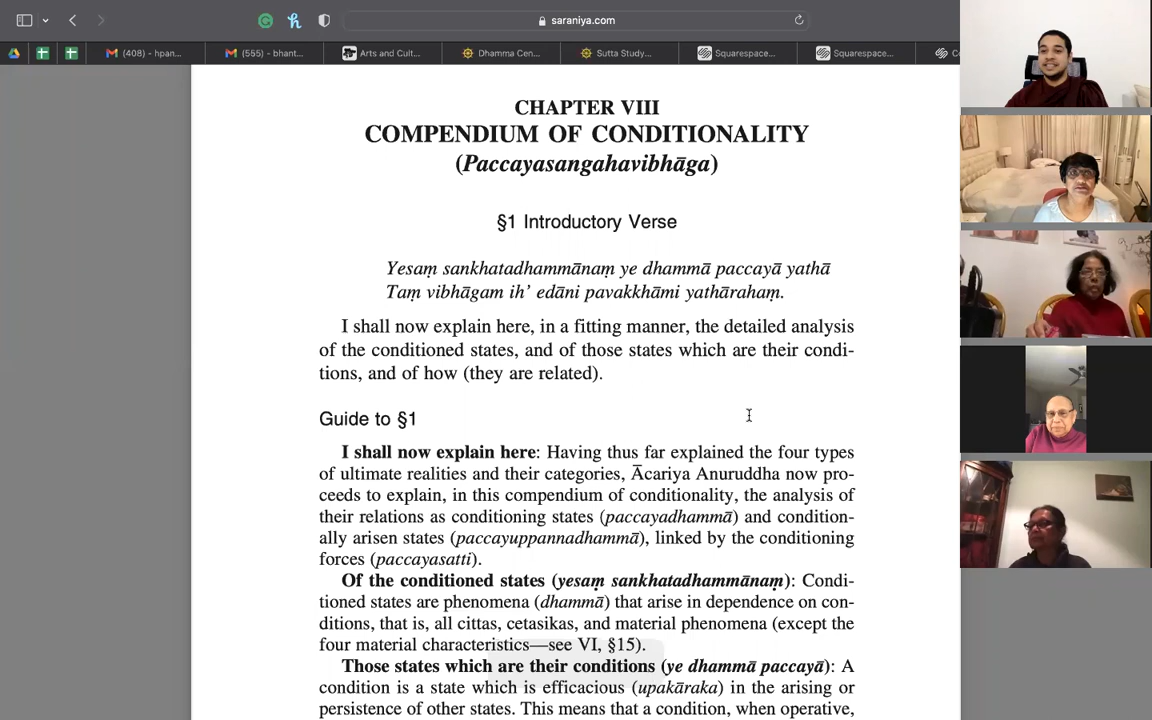 saraniya.com
(408) - hpan...
(555) - bhant...
Arts and Cult...
Dhamma Cen...
Sutta Study...
Squarespace...
Squarespace...
CHAPTER VIII
COMPENDIUM OF CONDITIONALITY
(Paccayasangahavibhāga)
§1 Introductory Verse
Yesaṃ sankhatadhammānaṃ ye dhammā paccayā yathā
Taṃ vibhāgam ih’ edāni pavakkhāmi yathārahaṃ.
I shall now explain here, in a fitting manner, the detailed analysis
of the conditioned states, and of those states which are their condi-
tions, and of how (they are related).
Guide to §1
I shall now explain here: Having thus far explained the four types
of ultimate realities and their categories, Ācariya Anuruddha now pro-
ceeds to explain, in this compendium of conditionality, the analysis of
their relations as conditioning states (paccayadhammā) and condition-
ally arisen states (paccayuppannadhammā), linked by the conditioning
forces (paccayasatti).
Of the conditioned states (yesaṃ sankhatadhammānaṃ): Condi-
tioned states are phenomena (dhammā) that arise in dependence on con-
ditions, that is, all cittas, cetasikas, and material phenomena (except the
four material characteristics—see VI, §15).
Those states which are their conditions (ye dhammā paccayā): A
condition is a state which is efficacious (upakāraka) in the arising or
persistence of other states. This means that a condition, when operative,